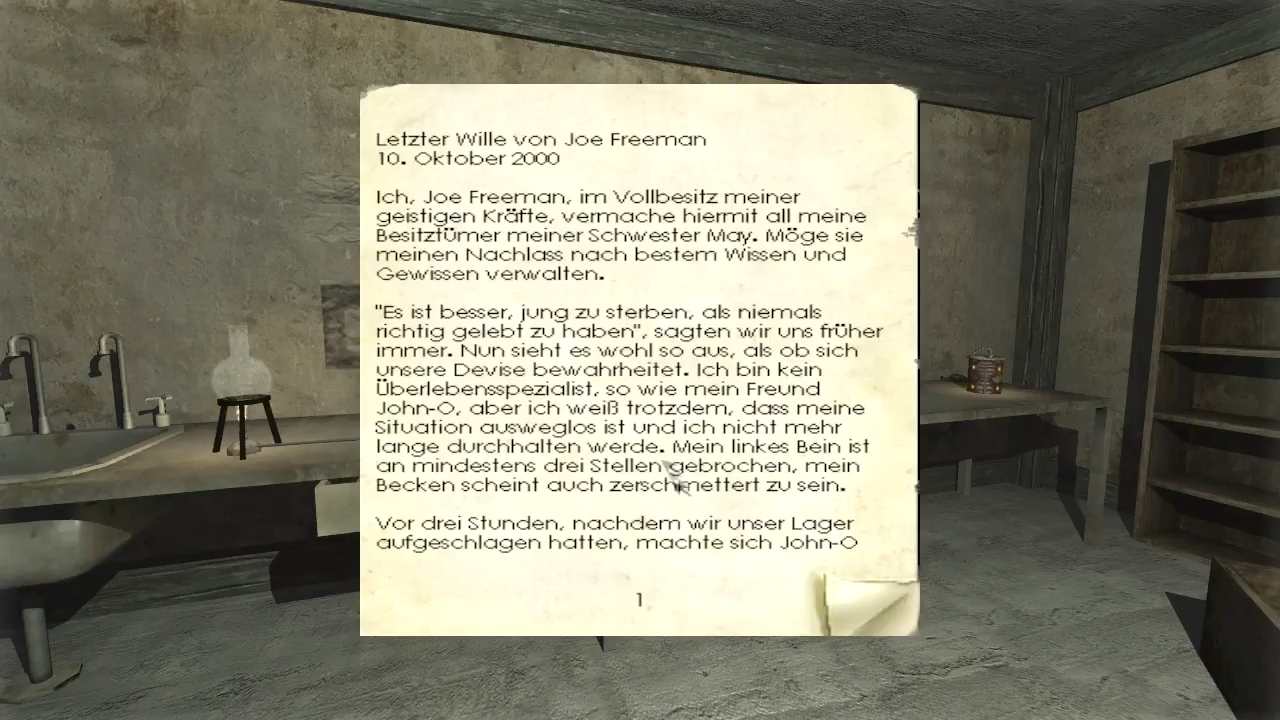 Letzter Wille von Joe Freeman
10. Oktober 2000
Ich, Joe Freeman, im Vollbesitz meiner
geistigen Kräfte, vermache hiermit all meine
Besitztümer meiner Schwester May. Möge sie
meinen Nachlass nach bestem Wissen und
Gewissen verwalten.
"Es ist besser, jung zu sterben, als niemals
richtig gelebt zu haben", sagten wir uns früher
immer. Nun sieht es wohl so aus, als ob sich
unsere Devise bewahrheitet. Ich bin kein
Überlebensspezialist, so wie mein Freund
John-O, aber ich weiß trotzdem, dass meine
Situation ausweglos ist und ich nicht mehr
lange durchhalten werde. Mein linkes Bein ist
an mindestens drei Stellen gebrochen, mein
Becken scheint auch zerschmettert zu sein.
Vor drei Stunden, nachdem wir unser Lager
aufgeschlagen hatten, machte sich John-O
1